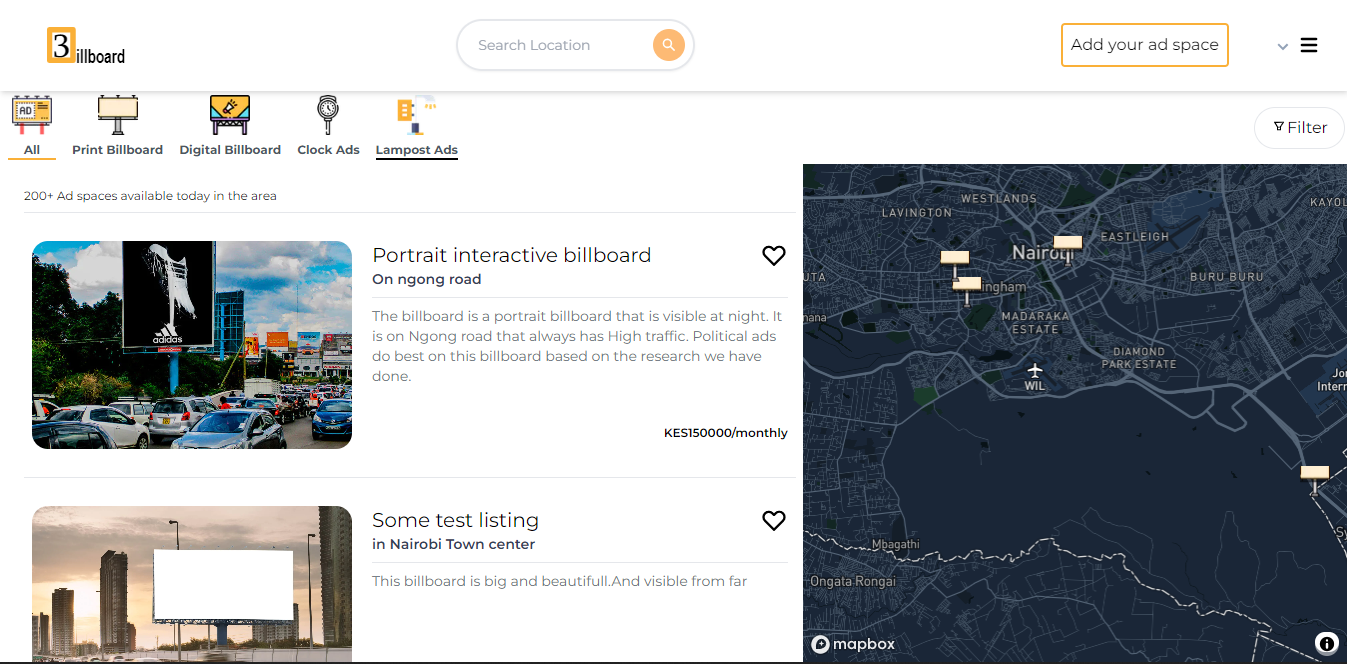 3illboard
Search Location
Add your ad space
AD
All
Print Billboard
Digital Billboard
Clock Ads
Lampost Ads
Filter
200+ Ad spaces available today in the area
adidas
Portrait interactive billboard
On ngong road
The billboard is a portrait billboard that is visible at night. It
is on Ngong road that always has High traffic. Political ads
do best on this billboard based on the research we have
done.
KES150000/monthly
Some test listing
in Nairobi Town center
This billboard is big and beautifull.And visible from far
WESTLANDS
LAVINGTON
KAYOL
EASTLEIGH
Nairobi
UTA
BURU BURU
ingham
nana
MADARAKA
ESTATE
DIAMOND
PARK ESTATE
WIL
Jor
Intern
Sy
Mbagathi
Ongata Rongai
mapbox